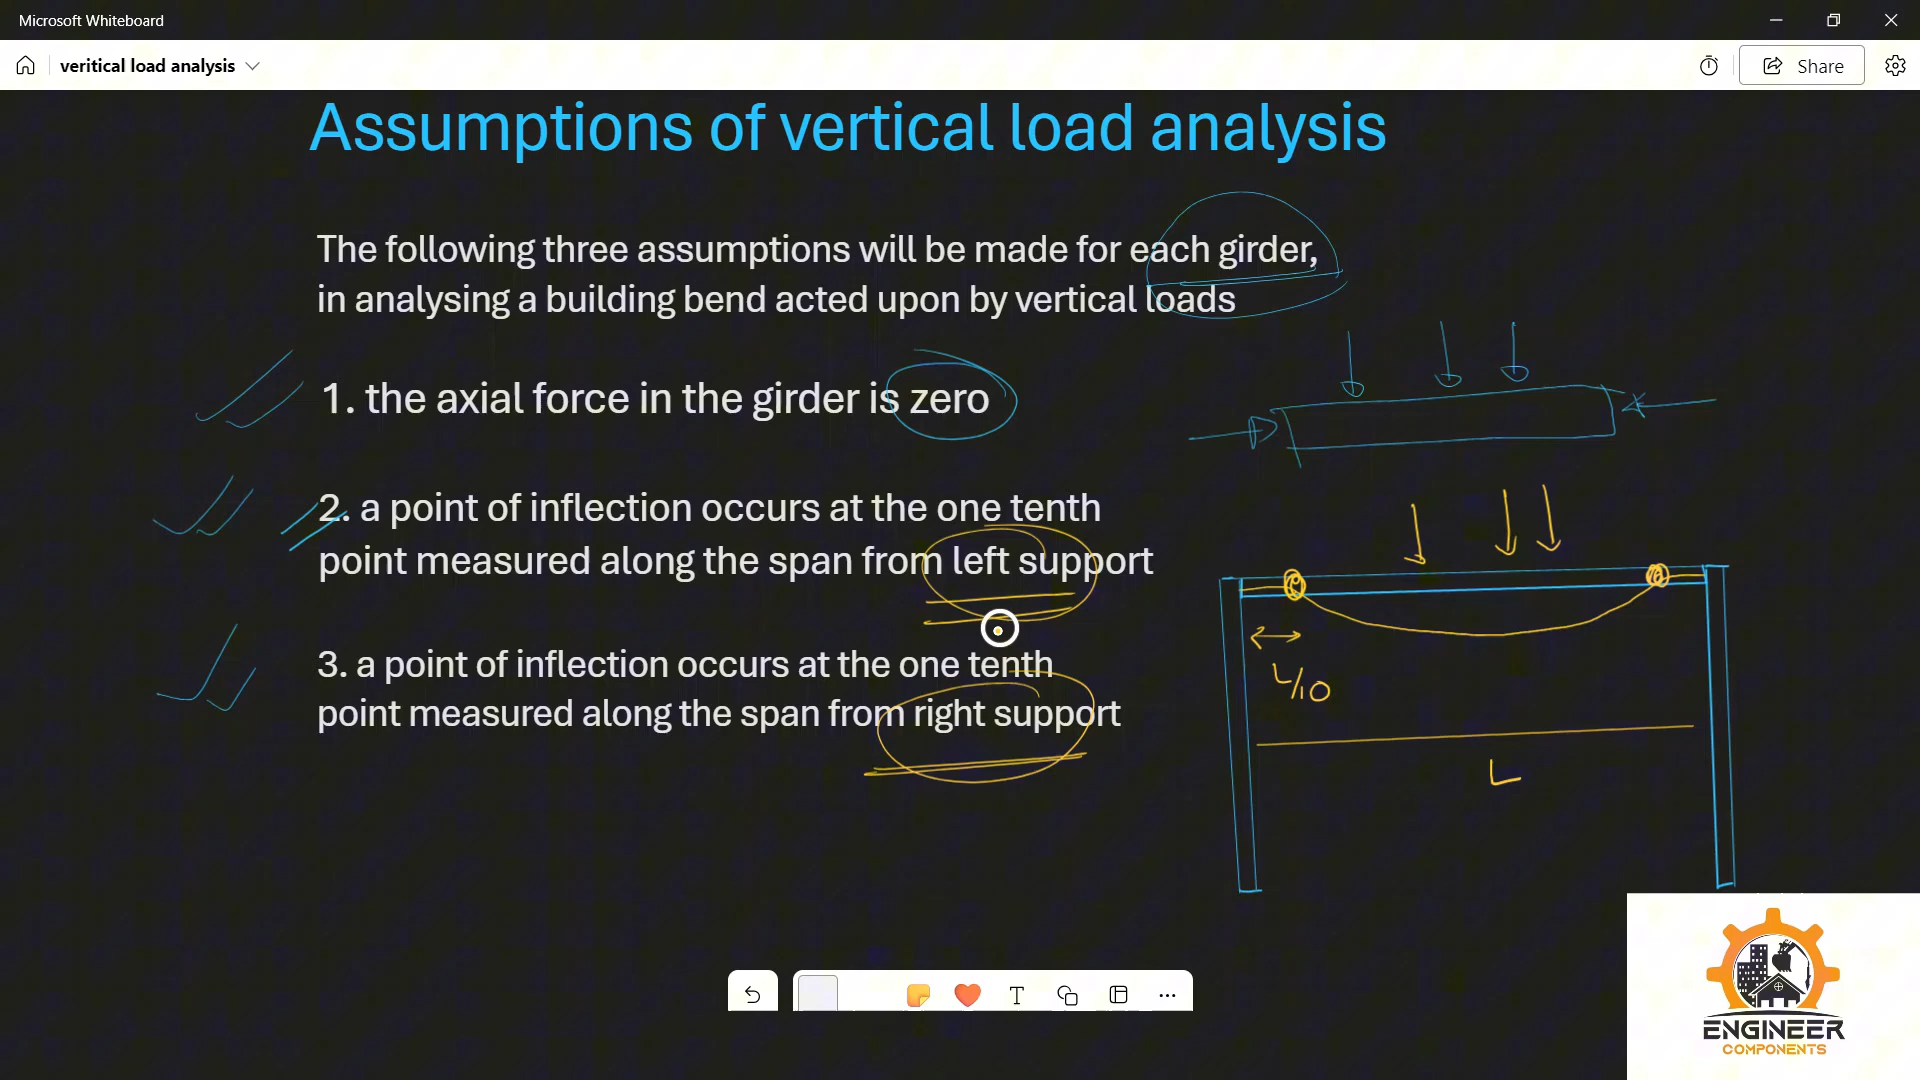 Microsoft Whiteboard
veritical load analysis
Share
Assumptions of vertical load analysis
The following three assumptions will be made for each girder,
in analysing a building bend acted upon by vertical loads
1. the axial force in the girder is zero
2. a point of inflection occurs at the one tenth
point measured along the span from left support
3. a point of inflection occurs at the one tenth
point measured along the span from right support
L/10
L
ENGINEER
COMPONENTS